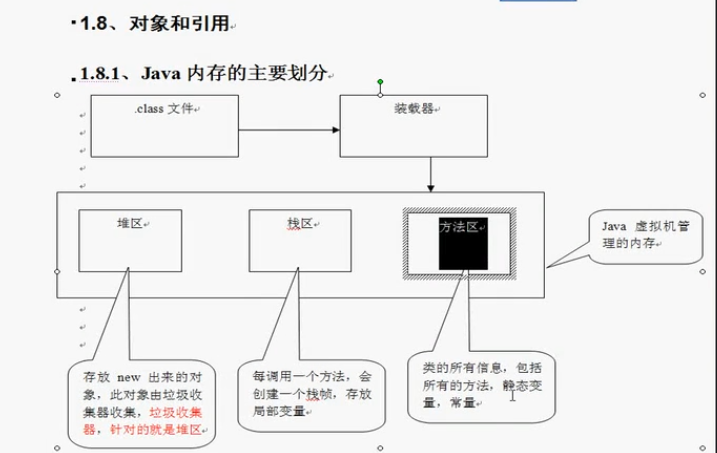 1.8、对象和引用
1.8.1、Java 内存的主要划分
.class 文件
装载器
堆区
栈区
方法区
Java 虚拟机管
理的内存
存放 new 出来的对
象，此对象由垃圾收
集器收集，垃圾收集
器，针对的就是堆区
每调用一个方法，会
创建一个栈帧，存放
局部变量
类的所有信息，包括
所有的方法，静态变
量，常量